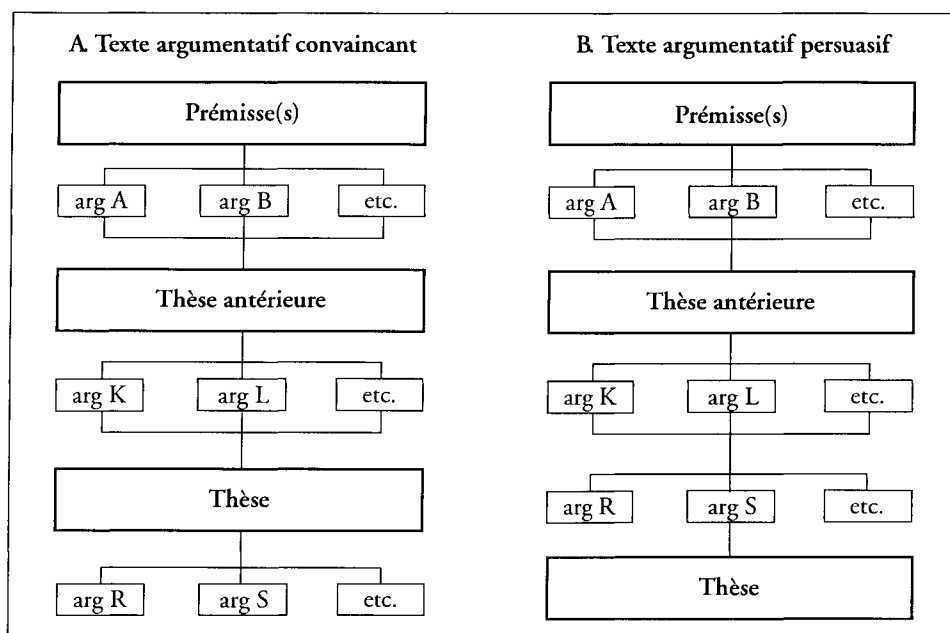 A. Texte argumentatif convaincant
Prémisse(s)
arg A arg B etc.
Thèse antérieure
arg K arg L etc.
Thèse
arg R arg S etc.
B. Texte argumentatif persuasif
Prémisse(s)
arg A arg B etc.
Thèse antérieure
arg K arg L etc.
arg R arg S etc.
Thèse